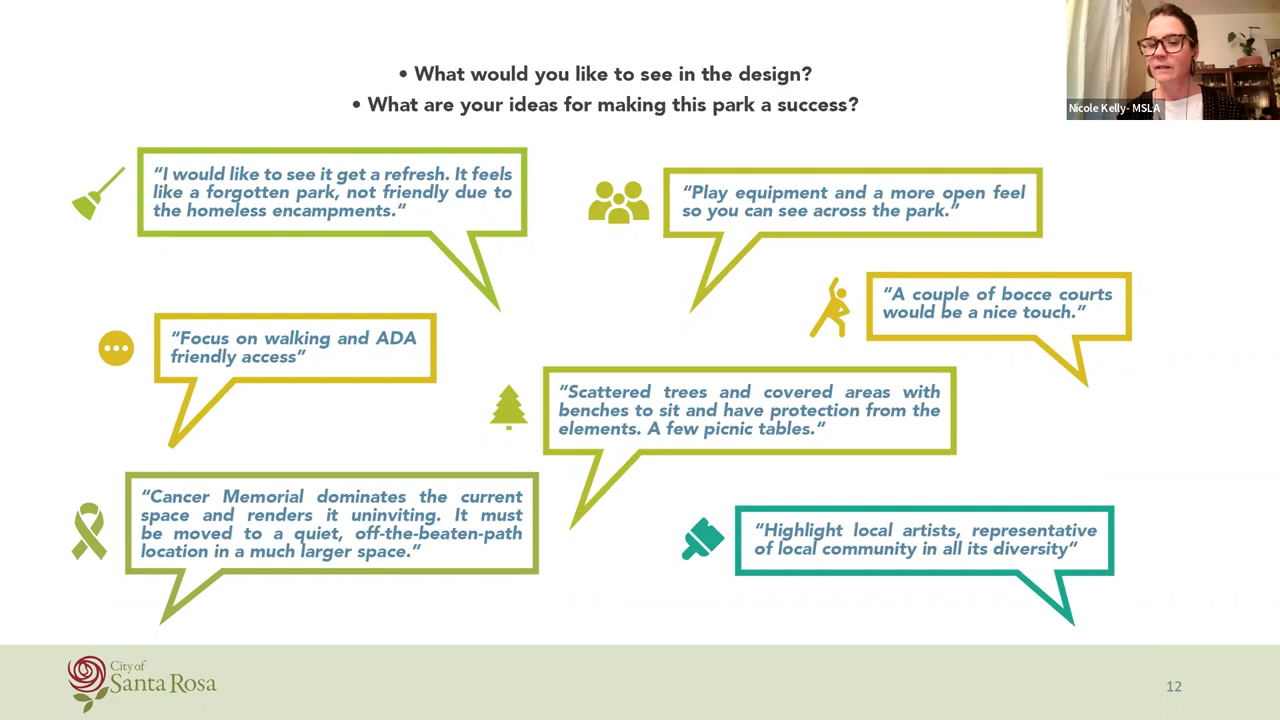 • What would you like to see in the design?
• What are your ideas for making this park a success?
Nicole Kelly- MSLA
“I would like to see it get a refresh. It feels
like a forgotten park, not friendly due to
the homeless encampments.“
“Play equipment and a more open feel
so you can see across the park.”
“A couple of bocce courts
would be a nice touch.”
“Focus on walking and ADA
friendly access”
“Scattered trees and covered areas with
benches to sit and have protection from the
elements. A few picnic tables.“
“Cancer Memorial dominates the current
space and renders it uninviting. It must
be moved to a quiet, off-the-beaten-path
location in a much larger space.”
“Highlight local artists, representative
of local community in all its diversity”
City of
Santa Rosa
12